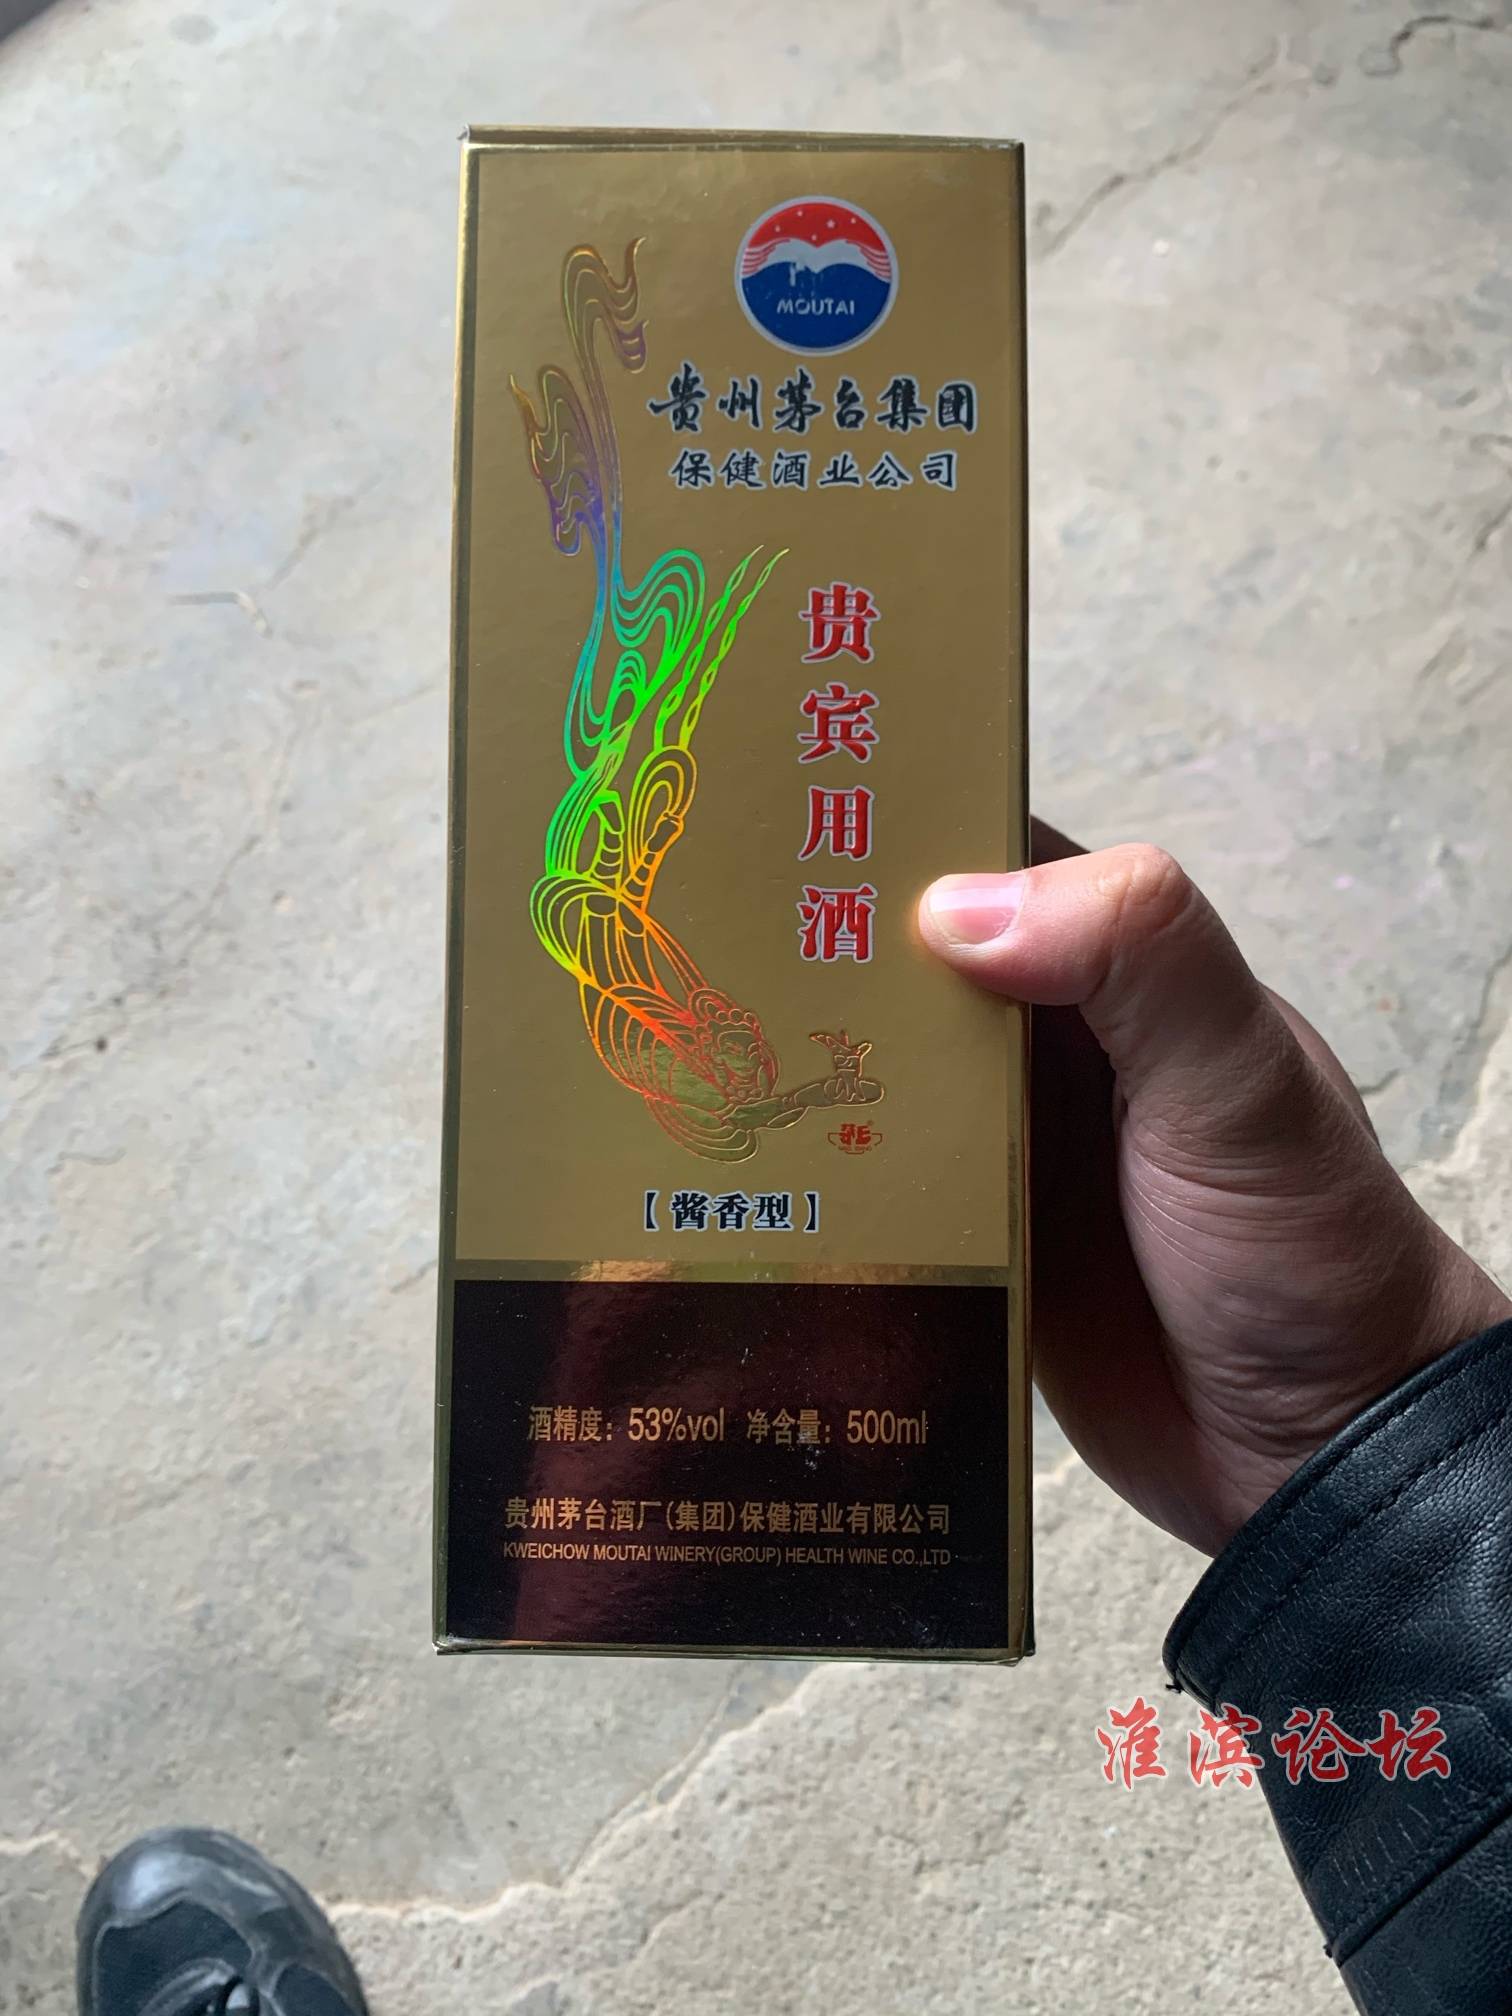 MOUTAI
贵州茅台集团
保健酒业公司
贵宾用酒
【酱香型】
酒精度：53%vol 净含量：500ml
贵州茅台酒厂(集团)保健酒业有限公司
KWEICHOW MOUTAI WINERY(GROUP) HEALTH WINE CO.,LTD
淮滨论坛